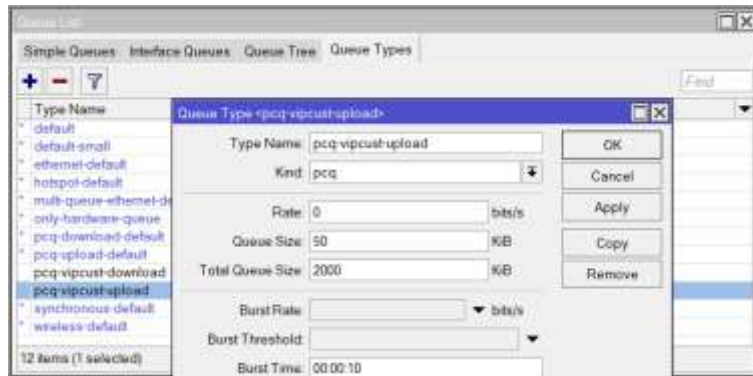 Queue List
Simple Queues Interface Queues Queue Tree Queue Types
Find
Type Name
* default
* default-small
* ethernet-default
* hotspot-default
* multi-queue-ethernet-de
* only-hardware-queue
* pcq-download-default
* pcq-upload-default
pcq-vipcust-download
pcq-vipcust-upload
* synchronous-default
* wireless-default
12 items (1 selected)
Queue Type <pcq-vipcust-upload>
Type Name: pcq-vipcust-upload
Kind: pcq
Rate: 0 bits/s
Queue Size: 50 KiB
Total Queue Size: 2000 KiB
Burst Rate: bits/s
Burst Threshold:
Burst Time: 00:00:10
OK
Cancel
Apply
Copy
Remove